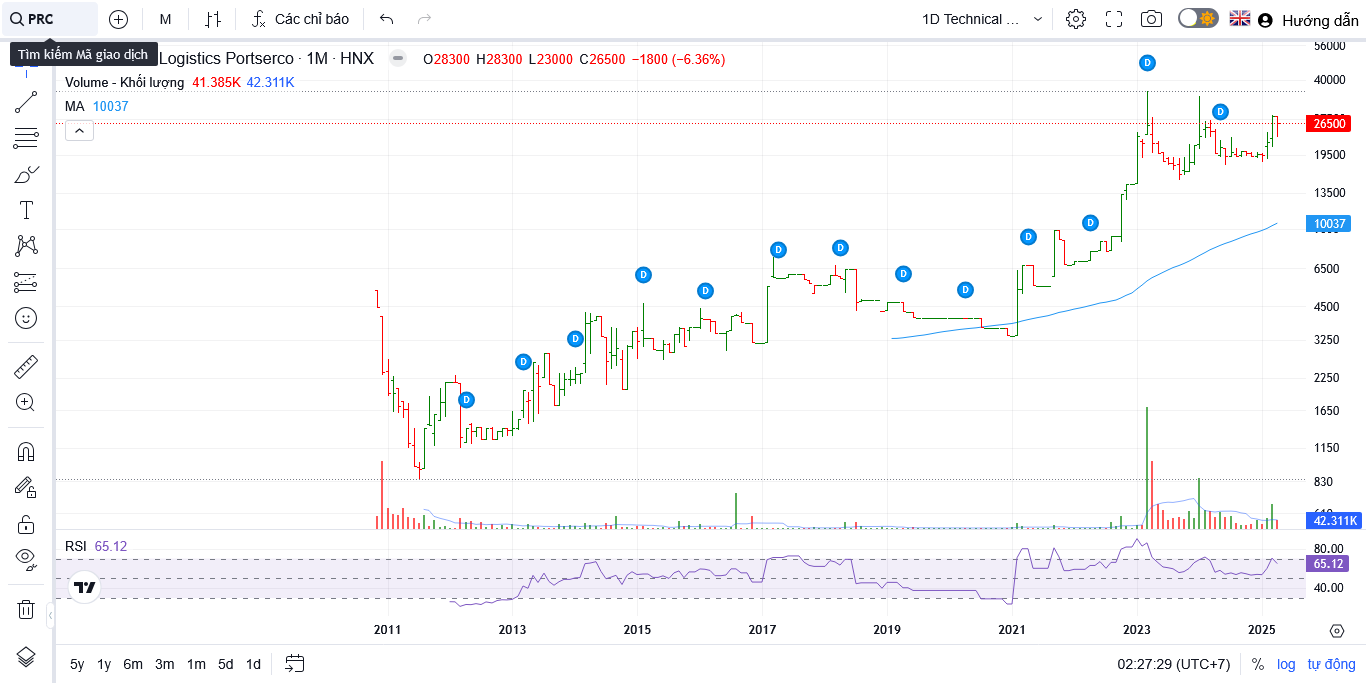 PRC
M
Các chỉ báo
1D Technical ...
Hướng dẫn
Tìm kiếm Mã giao dịch
Logistics Portserco · 1M · HNX
O28300 H28300 L23000 C26500 −1800 (−6.36%)
Volume - Khối lượng 41.385K 42.311K
MA 10037
56000
40000
26500
19500
13500
10037
6500
4500
3250
2250
1650
1150
830
42.311K
D
D
D
D
D
D
D
D
D
D
D
D
D
RSI 65.12
80.00
65.12
40.00
2011 2013 2015 2017 2019 2021 2023 2025
5y 1y 6m 3m 1m 5d 1d
02:27:29 (UTC+7) % log tự động